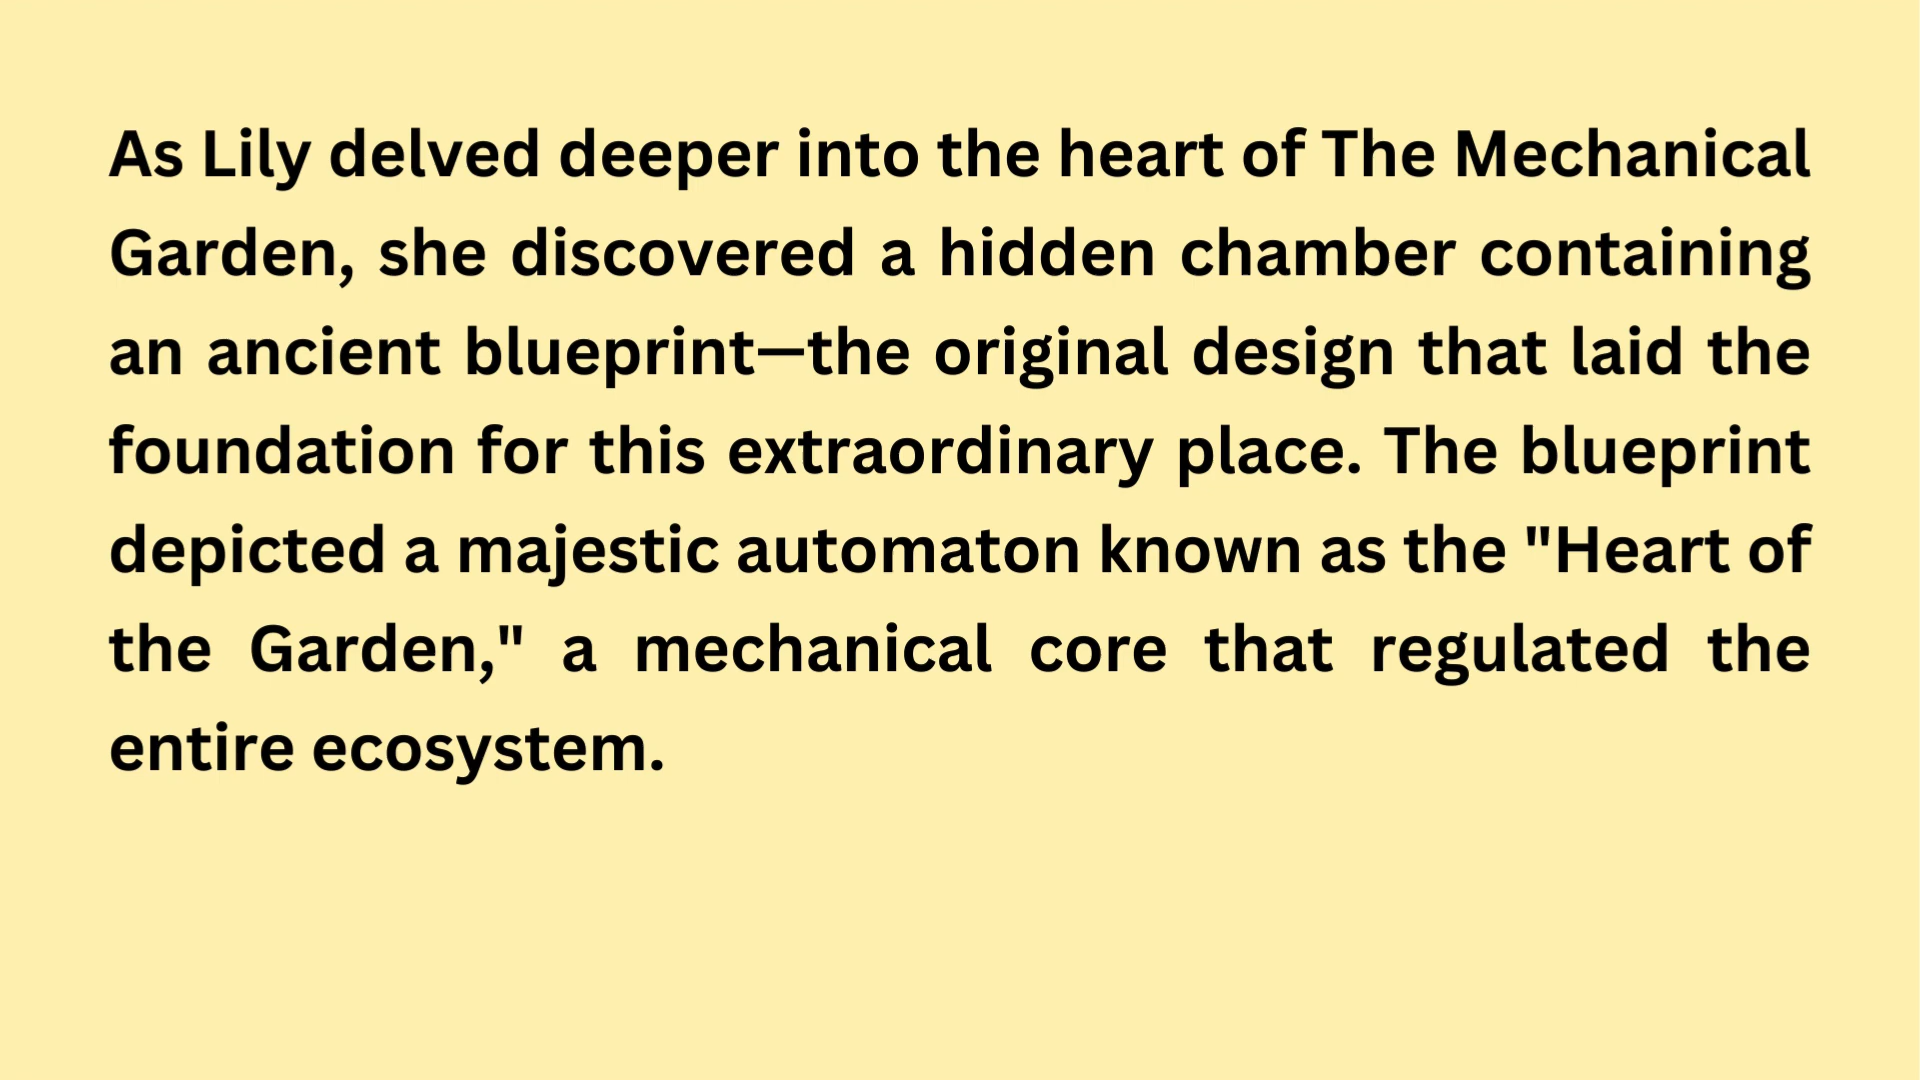 As Lily delved deeper into the heart of The Mechanical
Garden, she discovered a hidden chamber containing
an ancient blueprint—the original design that laid the
foundation for this extraordinary place. The blueprint
depicted a majestic automaton known as the "Heart of
the Garden," a mechanical core that regulated the
entire ecosystem.